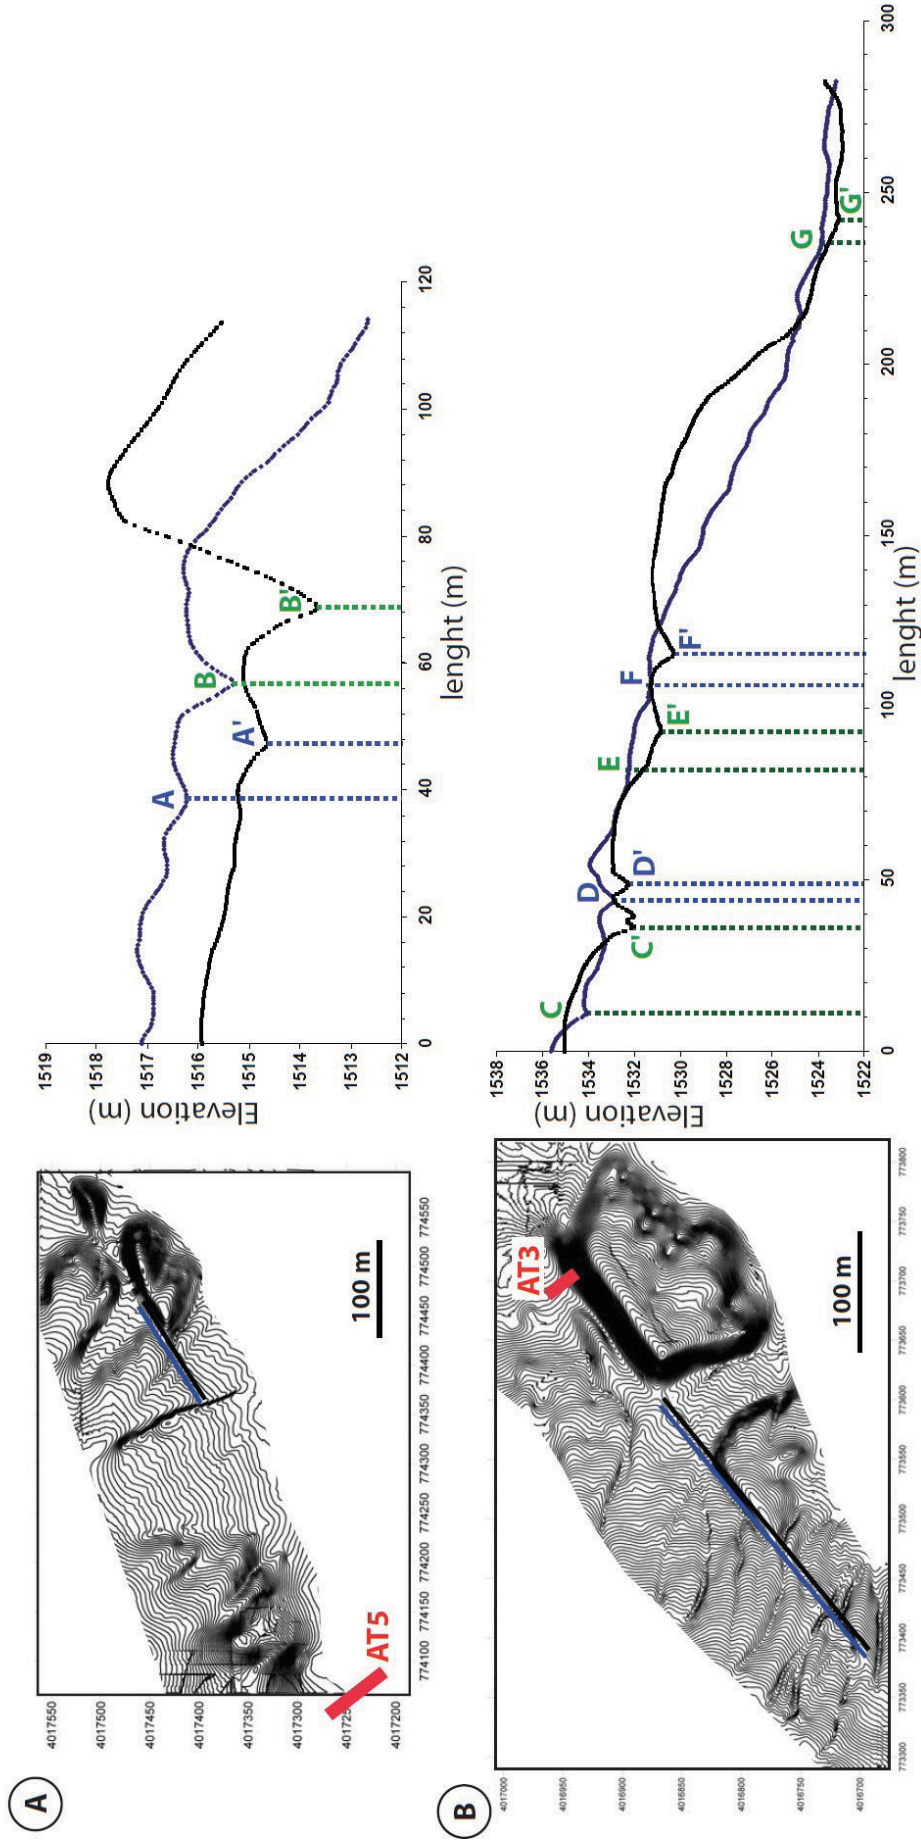 A
4017550
4017500
4017450
4017400
4017350
4017300
4017250
4017200
774100 774150 774200 774250 774300 774350 774400 774450 774500 774550
AT5
100 m
Elevation (m)
1519
1518
1517
1516
1515
1514
1513
1512
0 20 40 60 80 100 120
lenght (m)
A
A'
B
B'
B
4017000
4016950
4016900
4016850
4016800
4016750
4016700
773300 773350 773400 773450 773500 773550 773600 773650 773700 773750 773800
AT3
100 m
Elevation (m)
1538
1536
1534
1532
1530
1528
1526
1524
1522
0 50 100 150 200 250 300
lenght (m)
C
C'
D
D'
E
E'
F
F'
G
G'